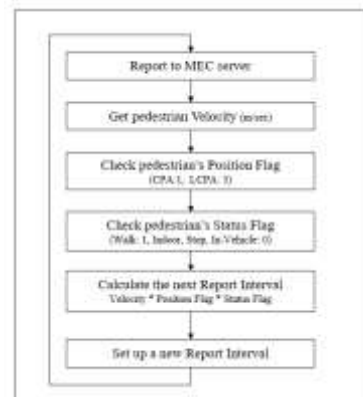 Report to MEC server
Get pedestrian Velocity (m/sec)
Check pedestrian's Position Flag
(CPA: 1, LCPA: 3)
Check pedestrian's Status Flag
(Walk: 1, Indoor, Stop, In-Vehicle: 0)
Calculate the next Report Interval
Velocity * Position Flag * Status Flag
Set up a new Report Interval